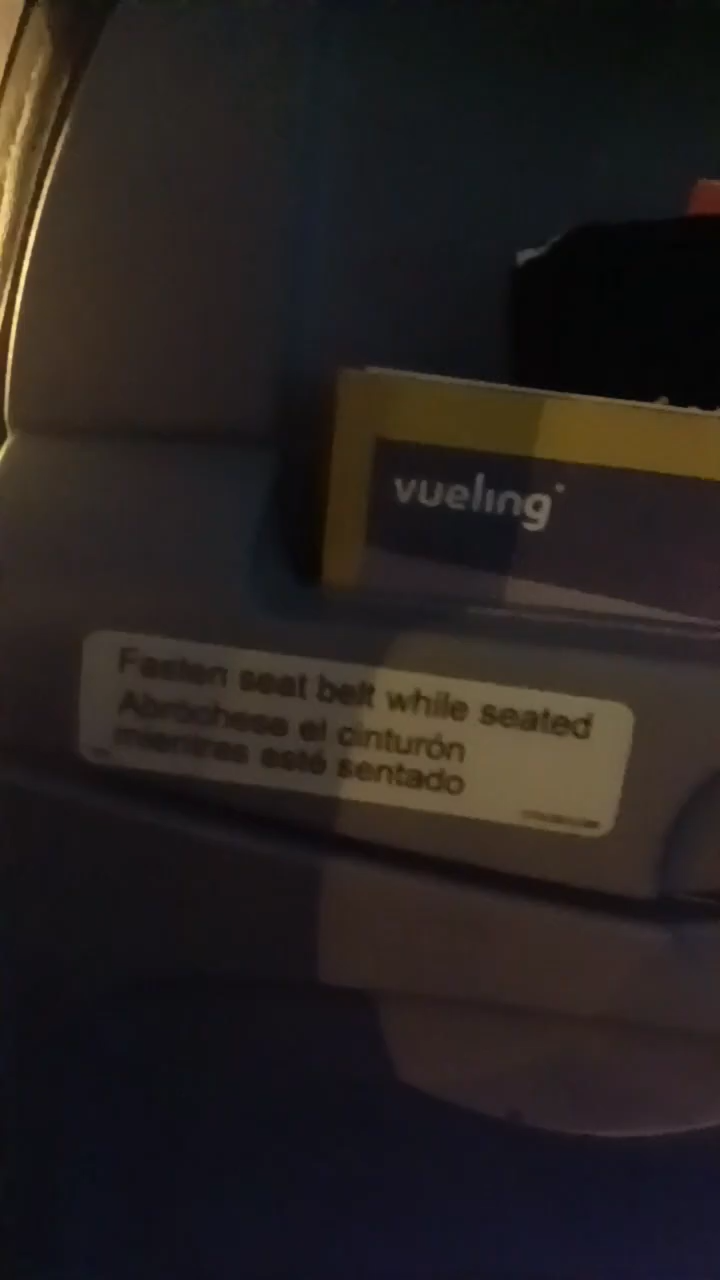 vueling
Fasten seat belt while seated
Abróchese el cinturón
mientras esté sentado